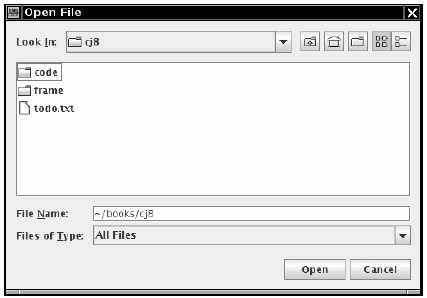 Open File
Look In: cj8
code
frame
todo.txt
File Name: ~/books/cj8
Files of Type: All Files
Open Cancel